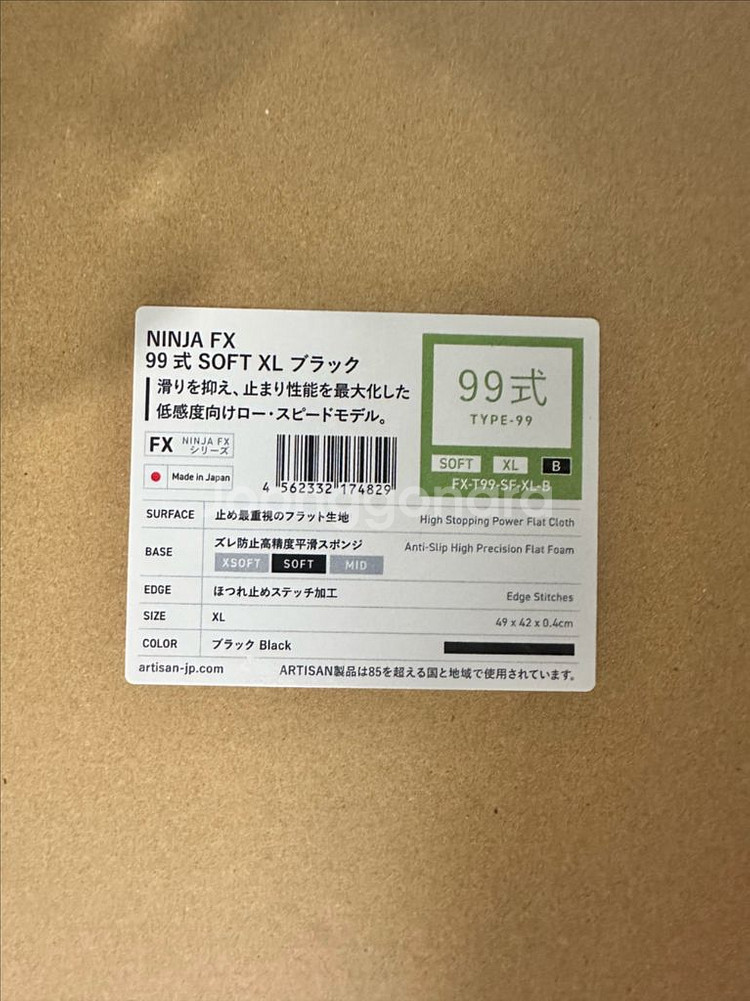 NINJA FX
99式 SOFT XL ブラック
滑りを抑え、止まり性能を最大化した
低感度向けロー・スピードモデル。
FX NINJA FX
シリーズ
Made in Japan
4 562332 174829
99式
TYPE-99
SOFT XL B
FX-T99-SF-XL-B
joonggonara
SURFACE 止め最重視のフラット生地 High Stopping Power Flat Cloth
BASE ズレ防止高精度平滑スポンジ Anti-Slip High Precision Flat Foam
XSOFT SOFT MID
EDGE ほつれ止めステッチ加工 Edge Stitches
SIZE XL 49 x 42 x 0.4cm
COLOR ブラック Black
artisan-jp.com ARTISAN製品は85を超える国と地域で使用されています。